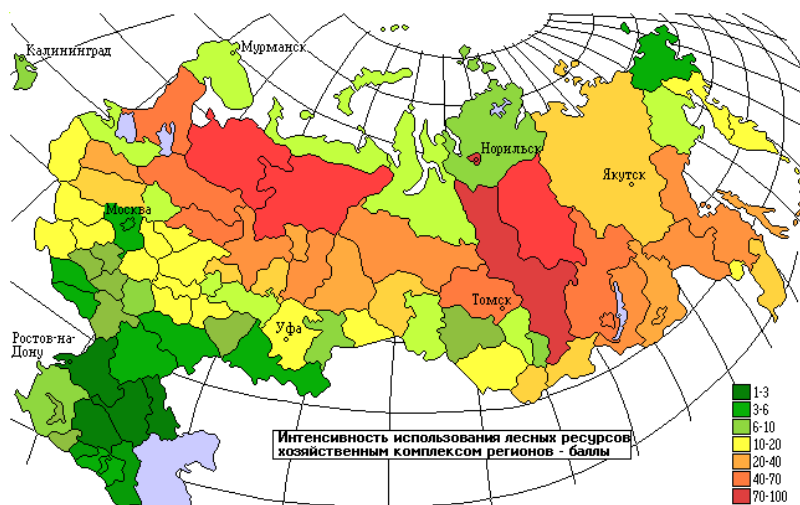 Калининград
Мурманск
Норильск
Якутск
Москва
Томск
Уфа
Ростов-на-
Дону
Интенсивность использования лесных ресурсов
хозяйственным комплексом регионов - баллы
1-3
3-6
6-10
10-20
20-40
40-70
70-100